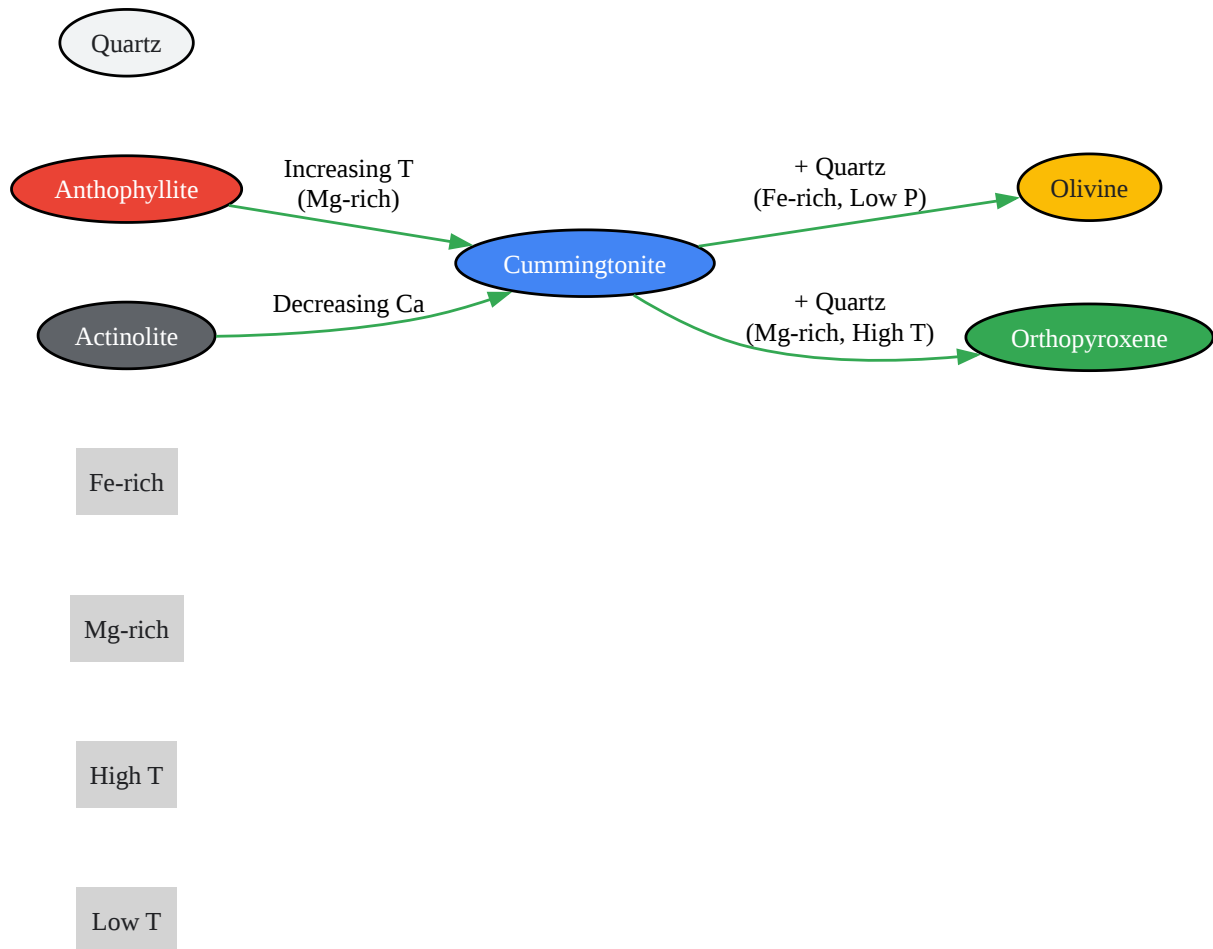 Quartz
Anthophyllite
Increasing T
(Mg-rich)
+ Quartz
(Fe-rich, Low P)
Olivine
Cummingtonite
Actinolite
Decreasing Ca
+ Quartz
(Mg-rich, High T)
Orthopyroxene
Fe-rich
Mg-rich
High T
Low T